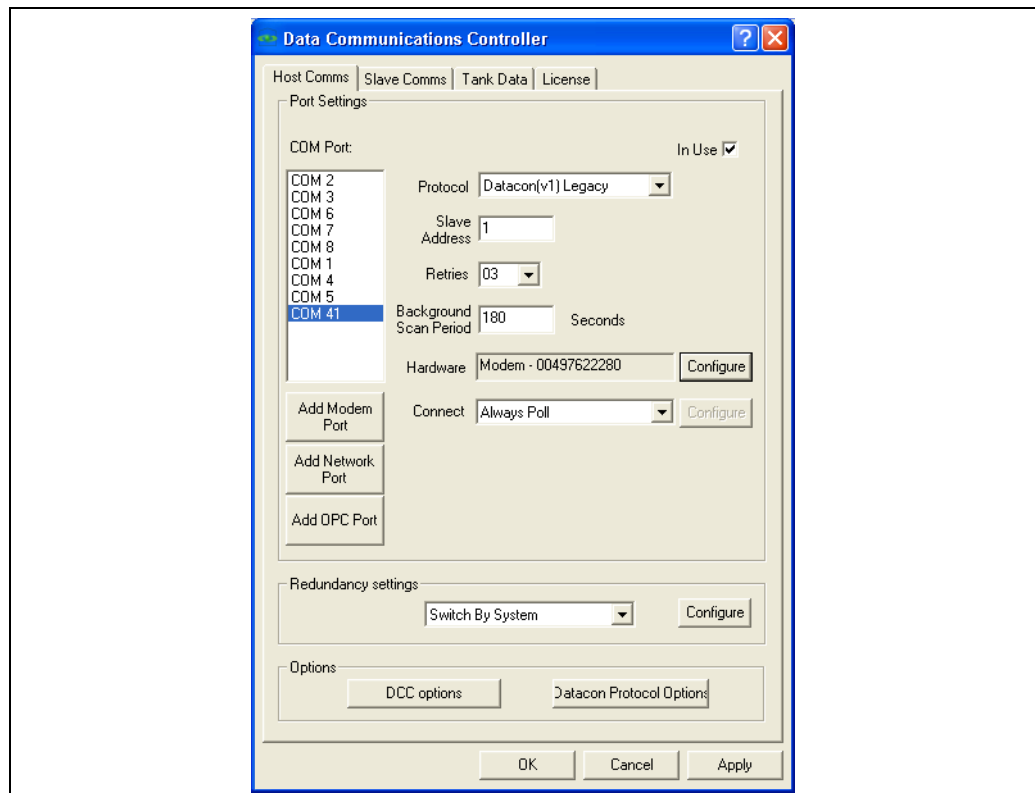 Data Communications Controller
?
Host Comms Slave Comms Tank Data License
Port Settings
COM Port:
In Use
COM 2
COM 3
COM 6
COM 7
COM 8
COM 1
COM 4
COM 5
COM 41
Protocol Datacon(v1) Legacy
Slave
Address 1
Retries 03
Background
Scan Period 180 Seconds
Hardware Modem - 00497622280 Configure
Connect Always Poll Configure
Add Modem
Port
Add Network
Port
Add OPC Port
Redundancy settings
Switch By System Configure
Options
DCC options Datacon Protocol Options
OK Cancel Apply